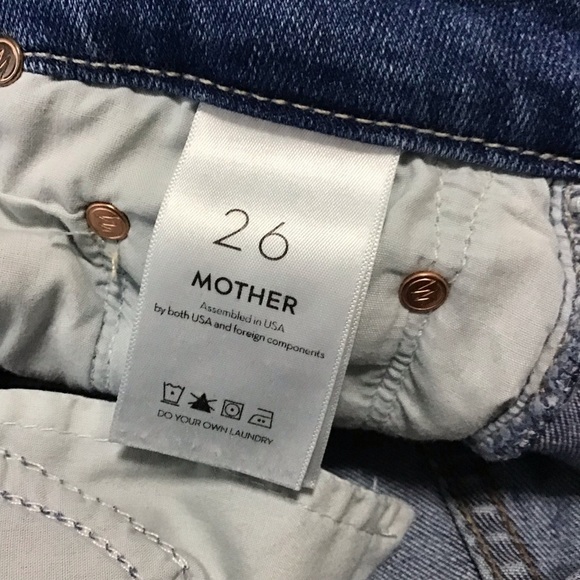 26
MOTHER
Assembled in USA
by both USA and foreign components
DO YOUR OWN LAUNDRY